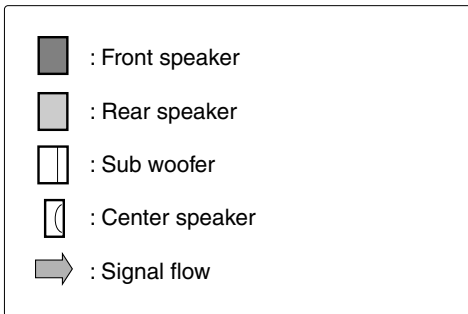 : Front speaker
: Rear speaker
: Sub woofer
: Center speaker
: Signal flow